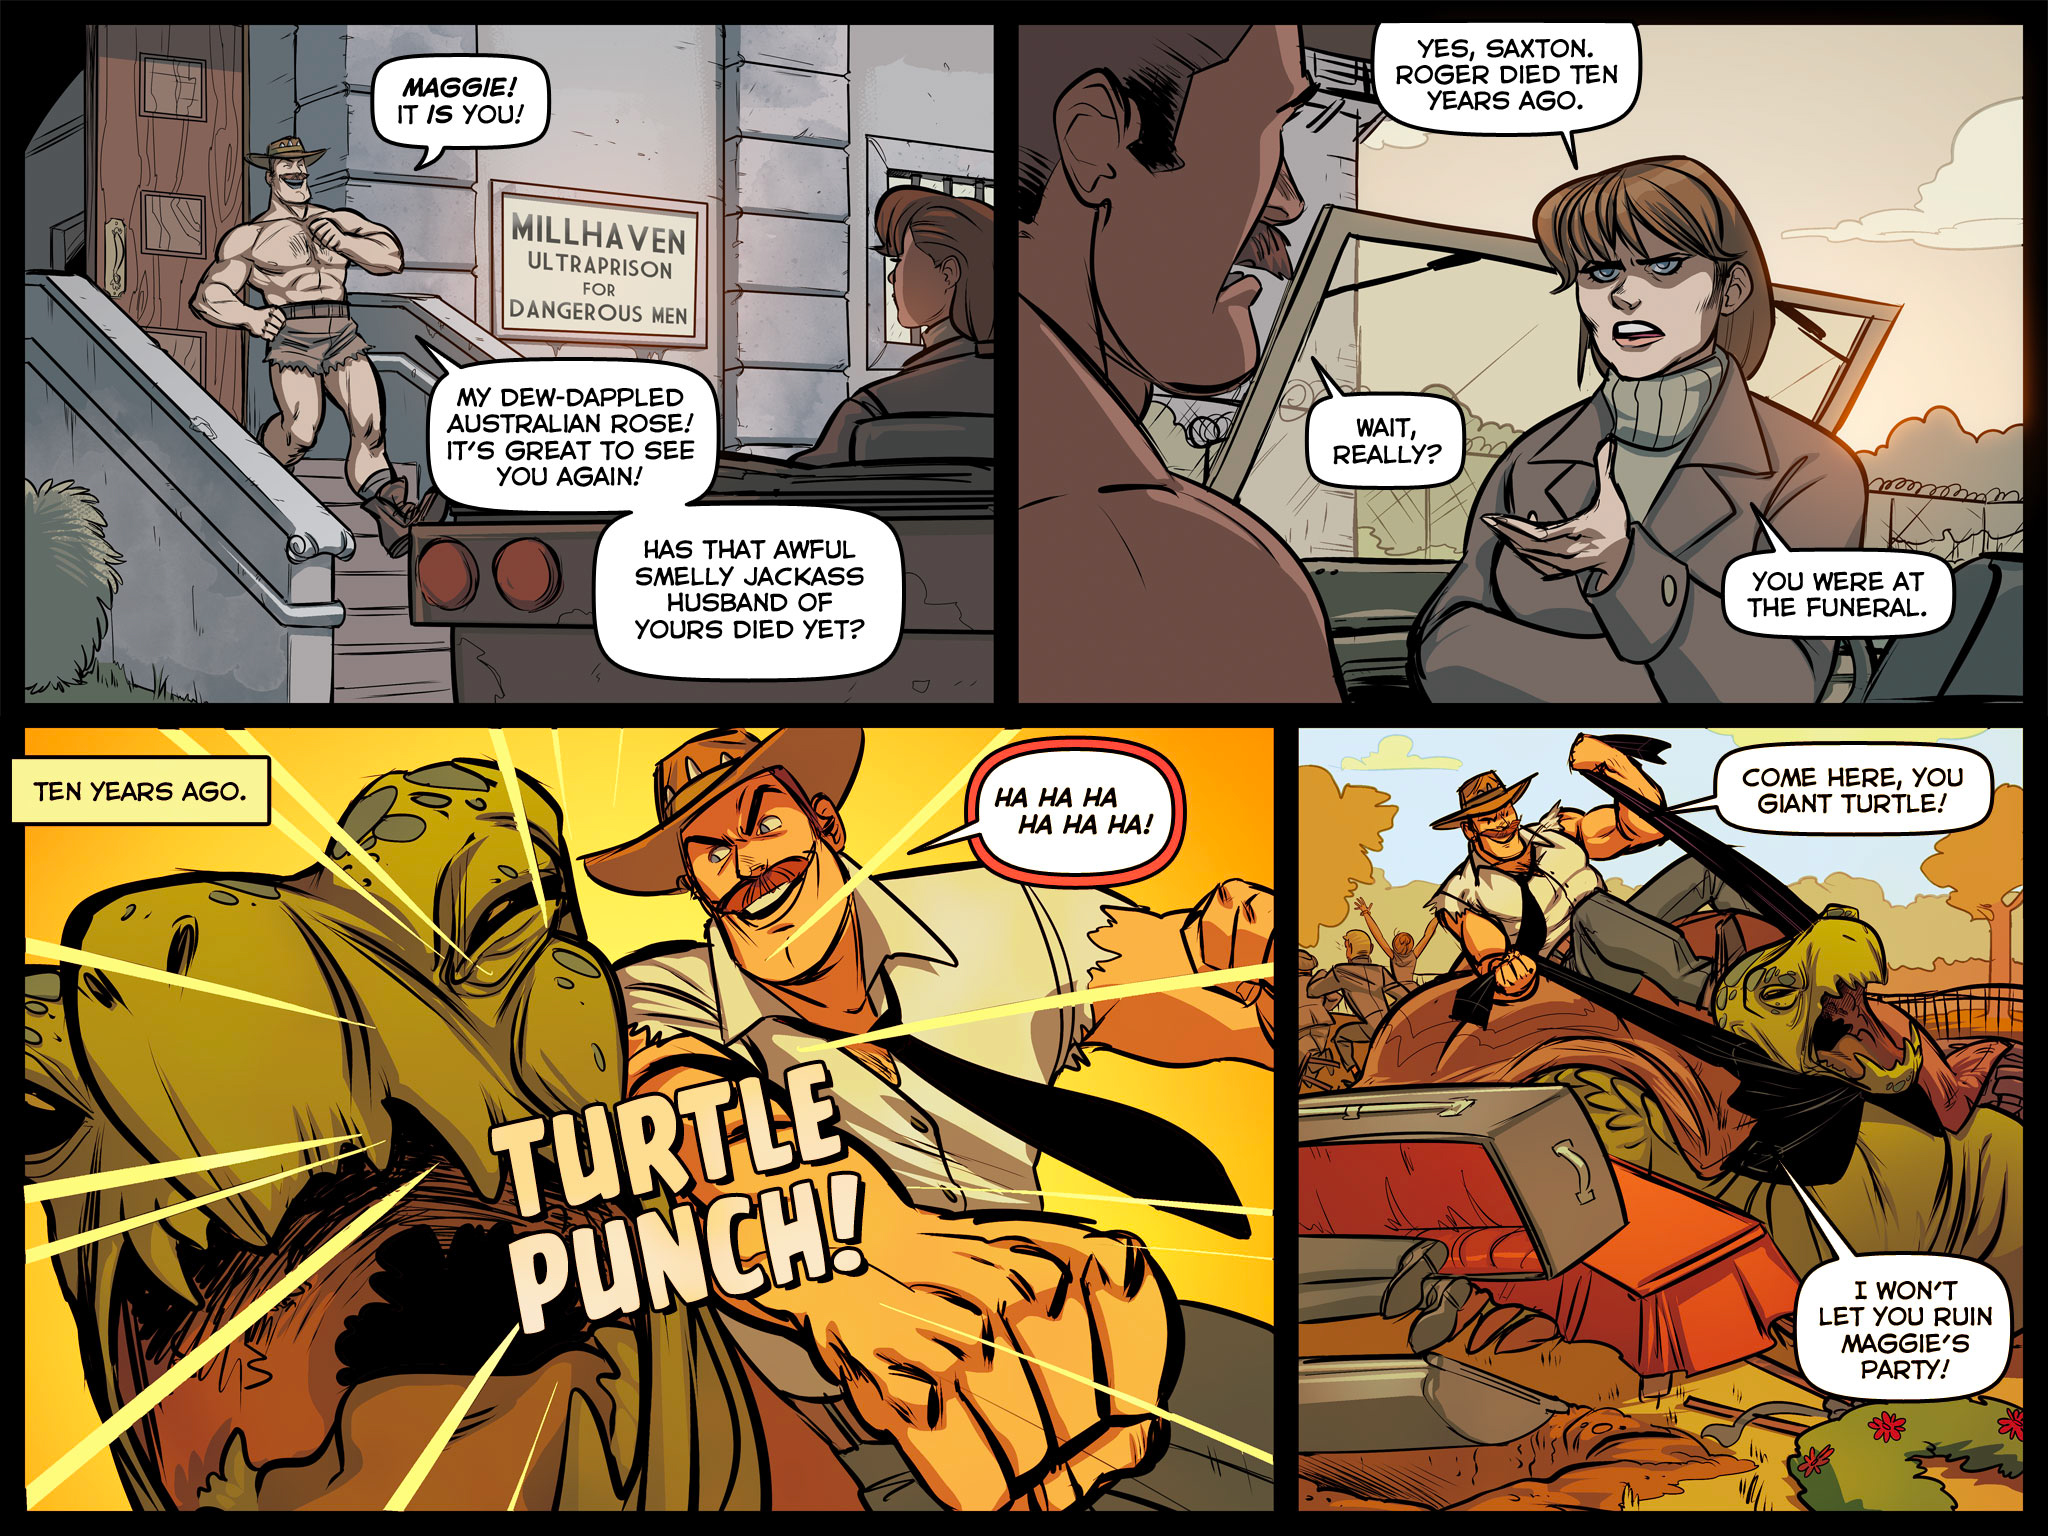 MAGGIE!
IT IS YOU!
MILLHAVEN
ULTRAPRISON
FOR
DANGEROUS MEN
MY DEW-DAPPLED
AUSTRALIAN ROSE!
IT'S GREAT TO SEE
YOU AGAIN!
HAS THAT AWFUL
SMELLY JACKASS
HUSBAND OF
YOURS DIED YET?
YES, SAXTON.
ROGER DIED TEN
YEARS AGO.
WAIT,
REALLY?
YOU WERE AT
THE FUNERAL.
TEN YEARS AGO.
HA HA HA
HA HA HA!
TURTLE
PUNCH!
COME HERE, YOU
GIANT TURTLE!
I WON'T
LET YOU RUIN
MAGGIE'S
PARTY!